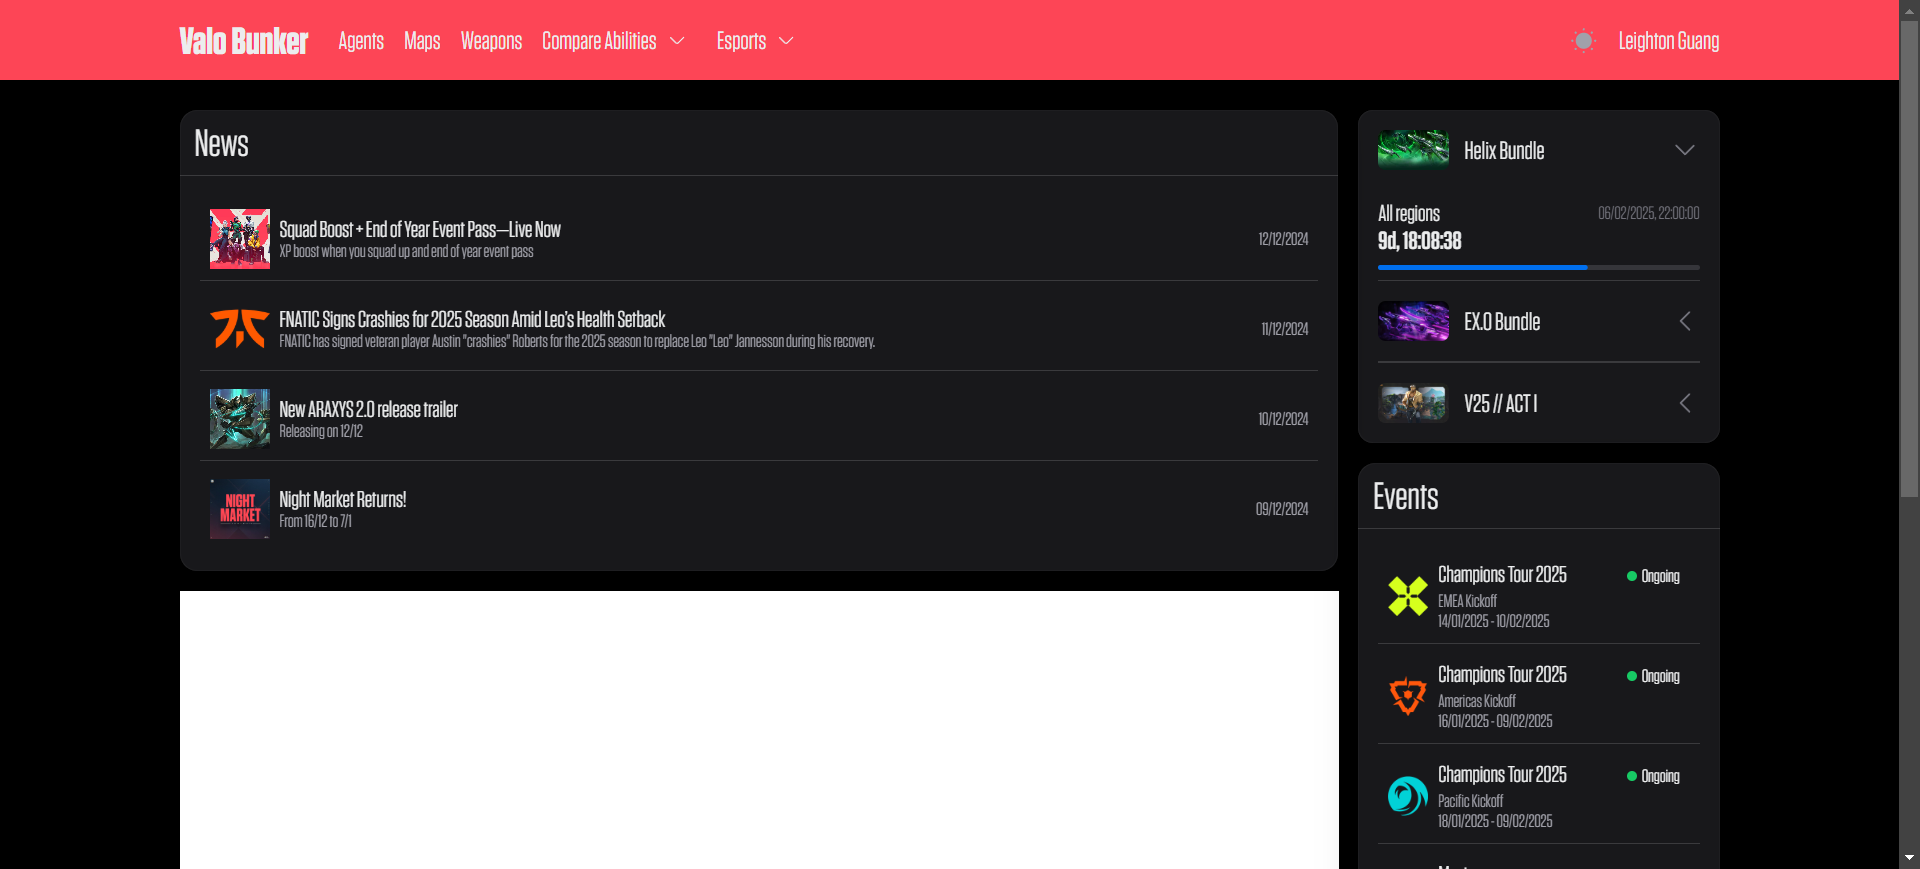 Valo Bunker
Agents
Maps
Weapons
Compare Abilities
Esports
Leighton Guang
News
Squad Boost + End of Year Event Pass—Live Now
XP boost when you squad up and end of year event pass
12/12/2024
FNATIC Signs Crashies for 2025 Season Amid Leo's Health Setback
FNATIC has signed veteran player Austin "crashies" Roberts for the 2025 season to replace Leo "Leo" Jannesson during his recovery.
11/12/2024
New ARAXYS 2.0 release trailer
Releasing on 12/12
10/12/2024
NIGHT
MARKET
Night Market Returns!
From 16/12 to 7/1
09/12/2024
Helix Bundle
All regions
06/02/2025, 22:00:00
9d, 18:08:38
EX.O Bundle
V25 // ACT I
Events
Champions Tour 2025
Ongoing
EMEA Kickoff
14/01/2025 - 10/02/2025
Champions Tour 2025
Ongoing
Americas Kickoff
16/01/2025 - 09/02/2025
Champions Tour 2025
Ongoing
Pacific Kickoff
18/01/2025 - 09/02/2025